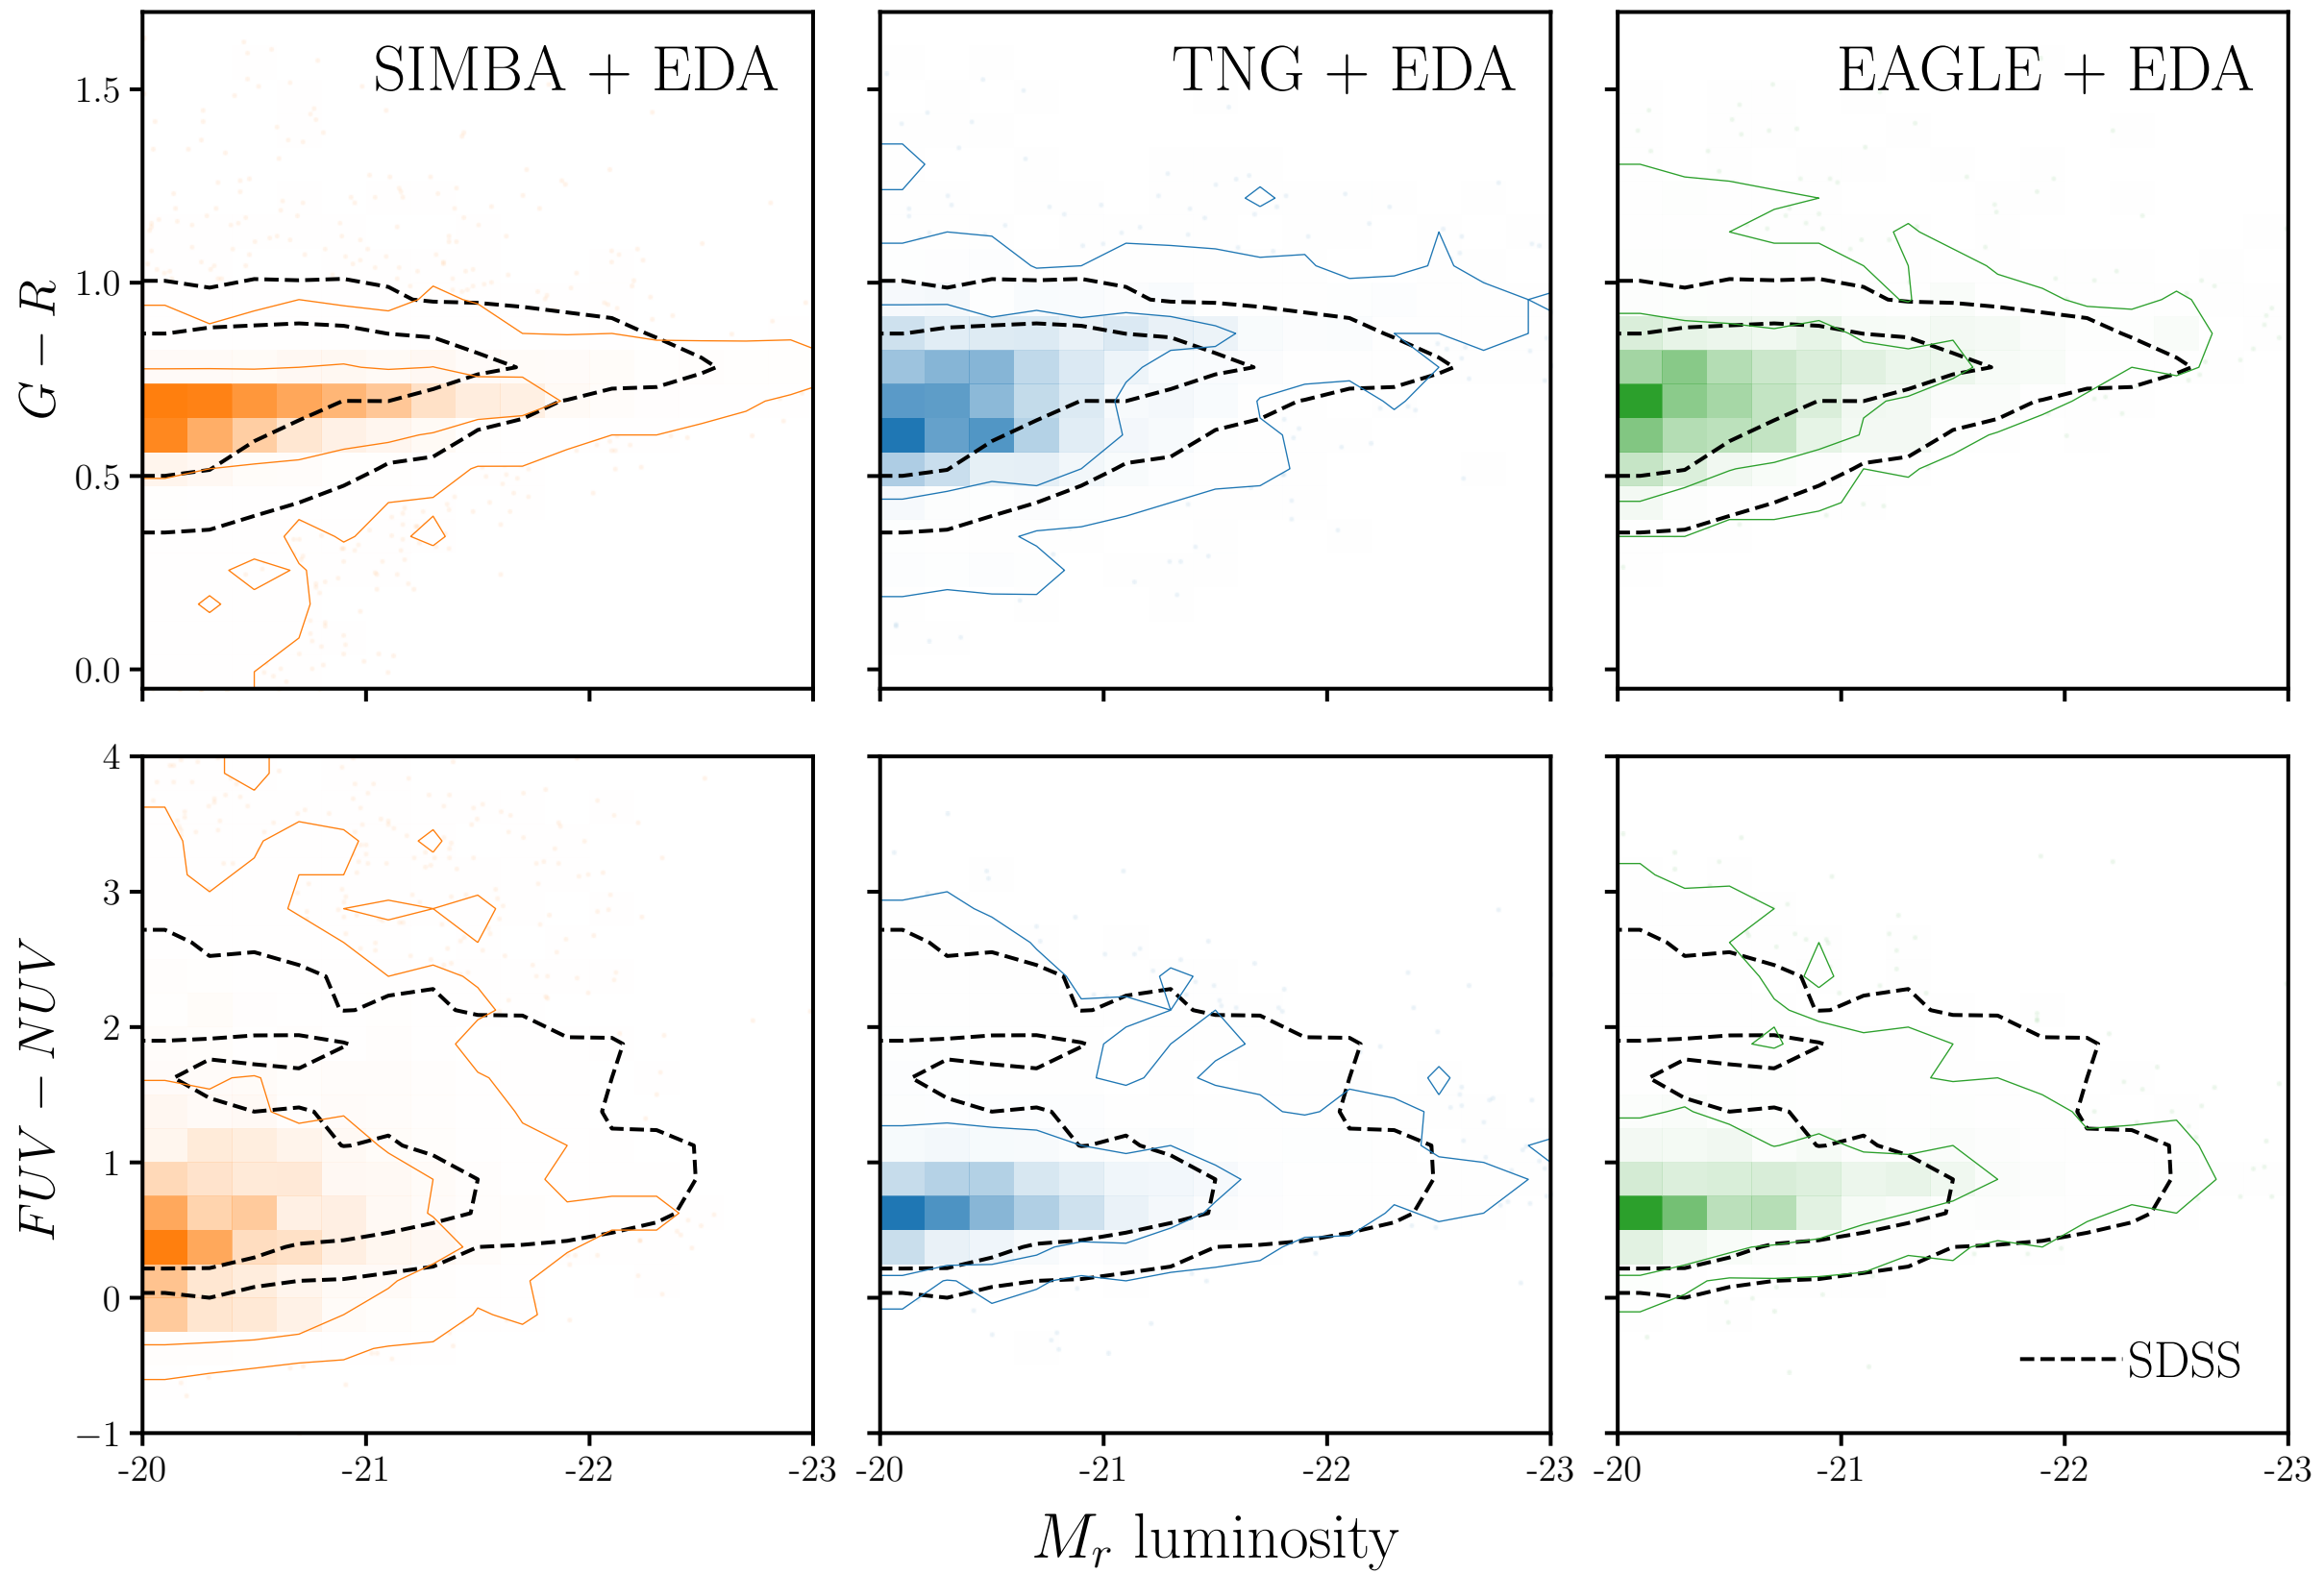 SIMBA + EDA
TNG + EDA
EAGLE + EDA
G − R
1.5
1.0
0.5
0.0
FUV − NUV
4
3
2
1
0
−1
SDSS
-20 -21 -22 -23
-20 -21 -22 -23
-20 -21 -22 -23
M_r luminosity